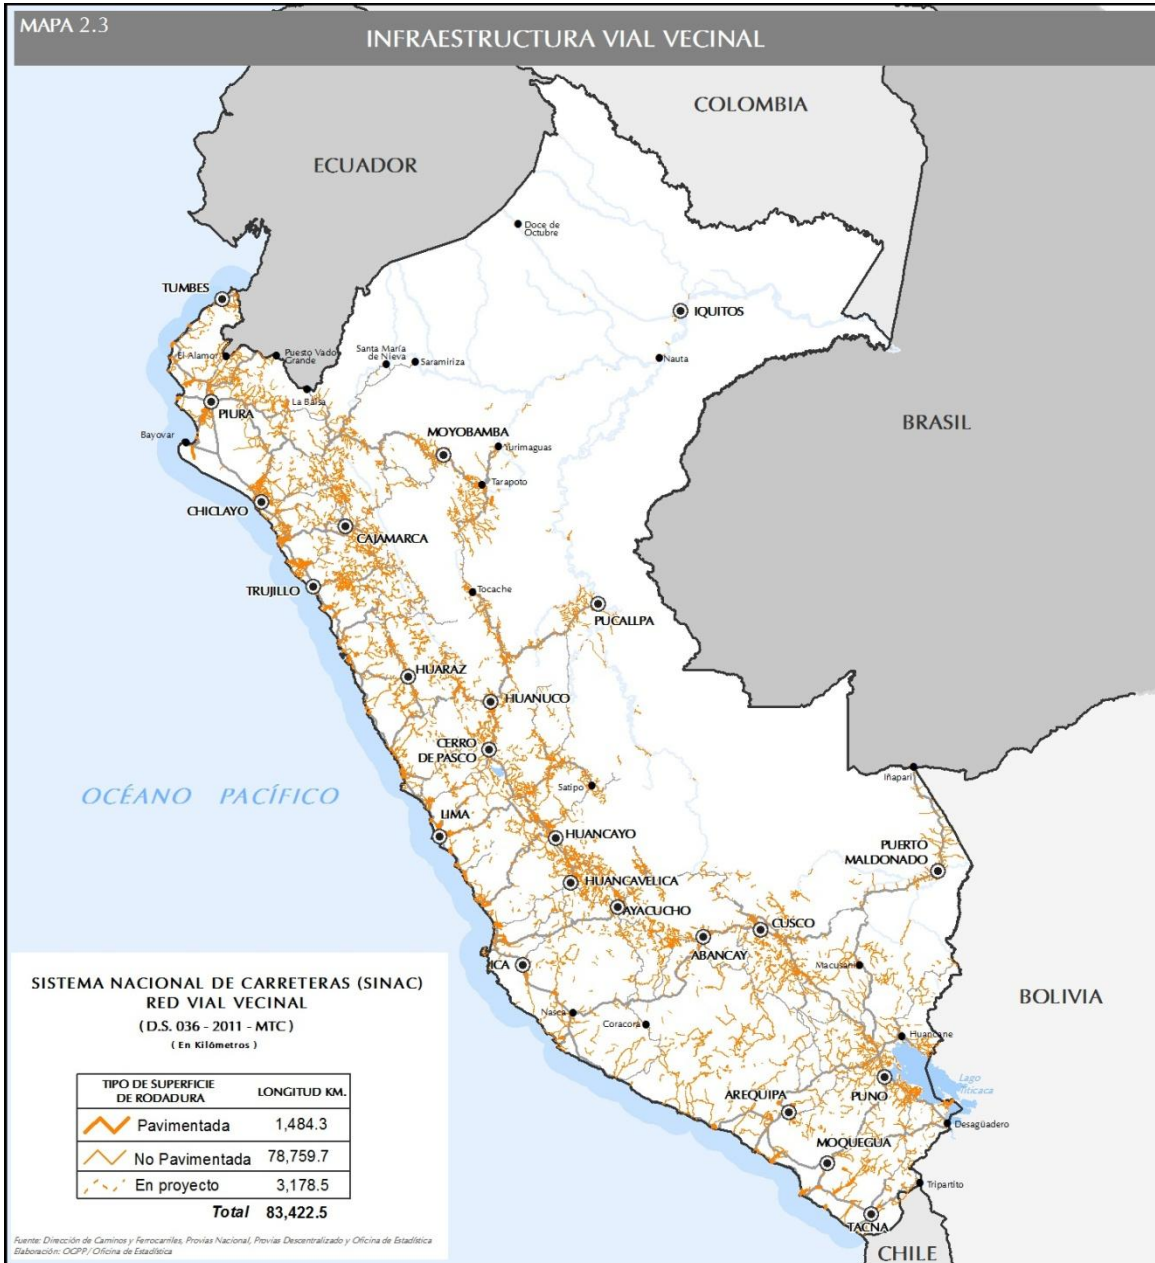 MAPA 2.3
INFRAESTRUCTURA VIAL VECINAL
COLOMBIA
ECUADOR
Doce de
Octubre
TUMBES
IQUITOS
El Alamor
Puesto Vado
Grande
Santa María
de Nieva
Saramiriza
Nauta
La Balsa
PIURA
BRASIL
Bayovar
MOYOBAMBA
Yurimaguas
Tarapoto
CHICLAYO
CAJAMARCA
TRUJILLO
Tocache
PUCALLPA
HUARAZ
HUANUCO
CERRO
DE PASCO
Iñapari
Satipo
OCÉANO PACÍFICO
LIMA
HUANCAYO
PUERTO
MALDONADO
HUANCAVELICA
AYACUCHO
CUSCO
ABANCAY
ICA
Macusani
BOLIVIA
Nasca
Coracora
Huancane
Lago
Titicaca
AREQUIPA
PUNO
Desagüadero
MOQUEGUA
Tripartito
TACNA
CHILE
SISTEMA NACIONAL DE CARRETERAS (SINAC)
RED VIAL VECINAL
( D.S. 036 - 2011 - MTC )
( En Kilómetros )
TIPO DE SUPERFICIE
DE RODADURA
LONGITUD KM.
Pavimentada 1,484.3
No Pavimentada 78,759.7
En proyecto 3,178.5
Total 83,422.5
Fuente: Dirección de Caminos y Ferrocarriles, Provias Nacional, Provias Descentralizado y Oficina de Estadística
Elaboración: OGPP / Oficina de Estadística